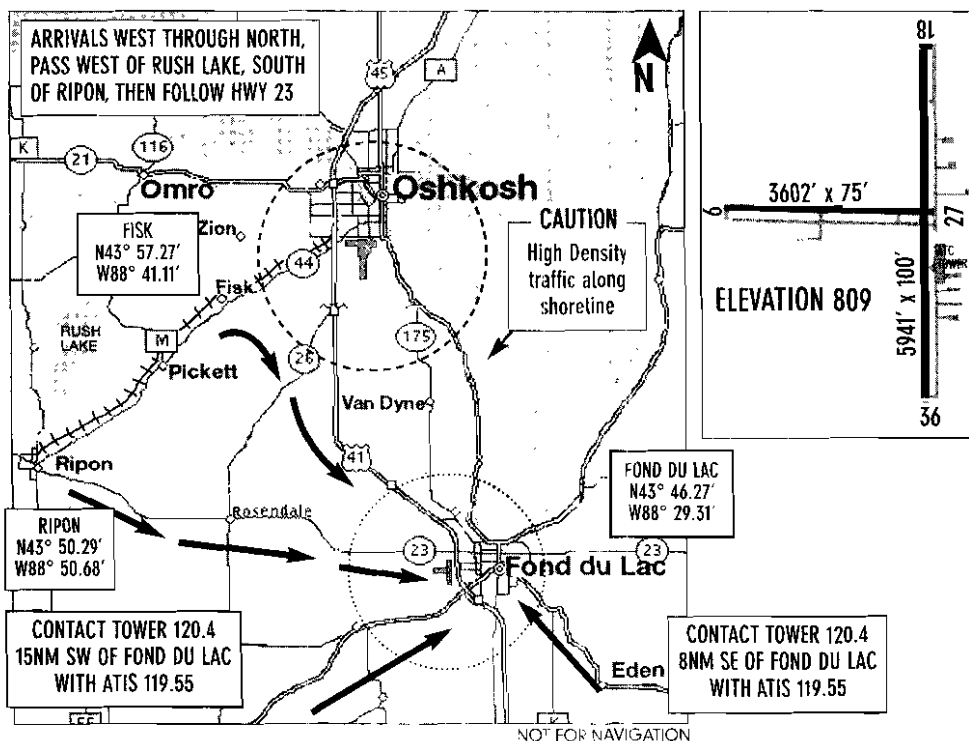 ARRIVALS WEST THROUGH NORTH,
PASS WEST OF RUSH LAKE, SOUTH
OF RIPON, THEN FOLLOW HWY 23
45
A
N
K
21
116
Omro
Oshkosh
FISK
N43° 57.27'
W88° 41.11'
Zion
44
Fisk
CAUTION
High Density
traffic along
shoreline
RUSH
LAKE
M
Pickett
26
175
Van Dyne
41
Ripon
Rosendale
RIPON
N43° 50.29'
W88° 50.68'
FOND DU LAC
N43° 46.27'
W88° 29.31'
23
23
Fond du Lac
CONTACT TOWER 120.4
15NM SW OF FOND DU LAC
WITH ATIS 119.55
Eden
CONTACT TOWER 120.4
8NM SE OF FOND DU LAC
WITH ATIS 119.55
FF
K
NOT FOR NAVIGATION
18
3602' x 75'
9
27
TOWER
ELEVATION 809
5941' x 100'
36